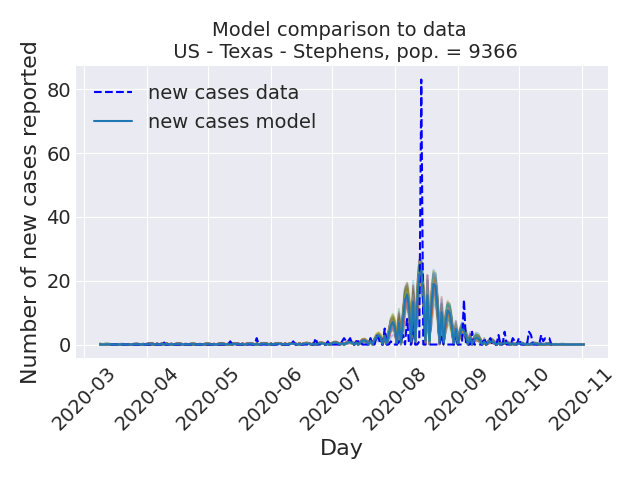 Model comparison to data
US - Texas - Stephens, pop. = 9366
Number of new cases reported
80
60
40
20
0
new cases data
new cases model
2020-03
2020-04
2020-05
2020-06
2020-07
2020-08
2020-09
2020-10
2020-11
Day